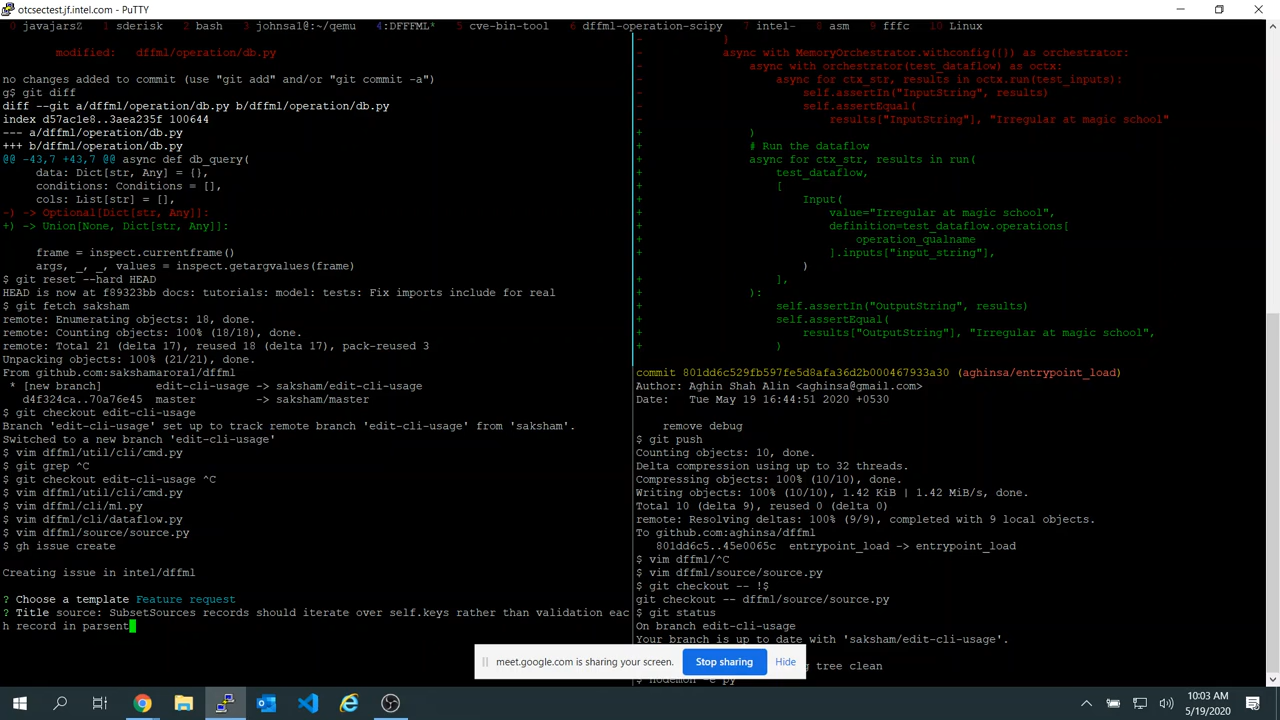 otcsectest.jf.intel.com - PuTTY
0 javajarsZ 1 sderisk 2 bash 3 johnsa1@:~/qemu 4:DFFFML* 5 cve-bin-tool 6 dffml-operation-scipy 7 intel- 8 asm 9 fffc 10 Linux
modified: dffml/operation/db.py
no changes added to commit (use "git add" and/or "git commit -a")
g$ git diff
diff --git a/dffml/operation/db.py b/dffml/operation/db.py
index d57ac1e8..3aea235f 100644
--- a/dffml/operation/db.py
+++ b/dffml/operation/db.py
@@ -43,7 +43,7 @@ async def db_query(
data: Dict[str, Any] = {},
conditions: Conditions = [],
cols: List[str] = [],
-) -> Optional[Dict[str, Any]]:
+) -> Union[None, Dict[str, Any]]:
frame = inspect.currentframe()
args, _, _, values = inspect.getargvalues(frame)
$ git reset --hard HEAD
HEAD is now at f89323bb docs: tutorials: model: tests: Fix imports include for real
$ git fetch saksham
remote: Enumerating objects: 18, done.
remote: Counting objects: 100% (18/18), done.
remote: Total 21 (delta 17), reused 18 (delta 17), pack-reused 3
Unpacking objects: 100% (21/21), done.
From github.com:sakshamarora1/dffml
* [new branch] edit-cli-usage -> saksham/edit-cli-usage
d4f324ca..70a76e45 master -> saksham/master
$ git checkout edit-cli-usage
Branch 'edit-cli-usage' set up to track remote branch 'edit-cli-usage' from 'saksham'.
Switched to a new branch 'edit-cli-usage'
$ vim dffml/util/cli/cmd.py
$ git grep ^C
$ git checkout edit-cli-usage ^C
$ vim dffml/util/cli/cmd.py
$ vim dffml/cli/ml.py
$ vim dffml/cli/dataflow.py
$ vim dffml/source/source.py
$ gh issue create
Creating issue in intel/dffml
? Choose a template Feature request
? Title source: SubsetSources records should iterate over self.keys rather than validation eac
h record in parsent
- }
- async with MemoryOrchestrator.withconfig({}) as orchestrator:
- async with orchestrator(test_dataflow) as octx:
- async for ctx_str, results in octx.run(test_inputs):
- self.assertIn("InputString", results)
- self.assertEqual(
- results["InputString"], "Irregular at magic school"
+ )
+ # Run the dataflow
+ async for ctx_str, results in run(
+ test_dataflow,
+ [
+ Input(
+ value="Irregular at magic school",
+ definition=test_dataflow.operations[
+ operation_qualname
+ ].inputs["input_string"],
)
+ ],
+ ):
+ self.assertIn("OutputString", results)
+ self.assertEqual(
+ results["OutputString"], "Irregular at magic school",
+ )
commit 801dd6c529fb597fe5d8afa36d2b000467933a30 (aghinsa/entrypoint_load)
Author: Aghin Shah Alin <aghinsa@gmail.com>
Date: Tue May 19 16:44:51 2020 +0530
remove debug
$ git push
Counting objects: 10, done.
Delta compression using up to 32 threads.
Compressing objects: 100% (10/10), done.
Writing objects: 100% (10/10), 1.42 KiB | 1.42 MiB/s, done.
Total 10 (delta 9), reused 0 (delta 0)
remote: Resolving deltas: 100% (9/9), completed with 9 local objects.
To github.com:aghinsa/dffml
801dd6c5..45e0065c entrypoint_load -> entrypoint_load
$ vim dffml/^C
$ vim dffml/source/source.py
$ git checkout -- !$
git checkout -- dffml/source/source.py
$ git status
On branch edit-cli-usage
Your branch is up to date with 'saksham/edit-cli-usage'.
tree clean
$ nodemon -e py
meet.google.com is sharing your screen. Stop sharing Hide
10:03 AM
5/19/2020